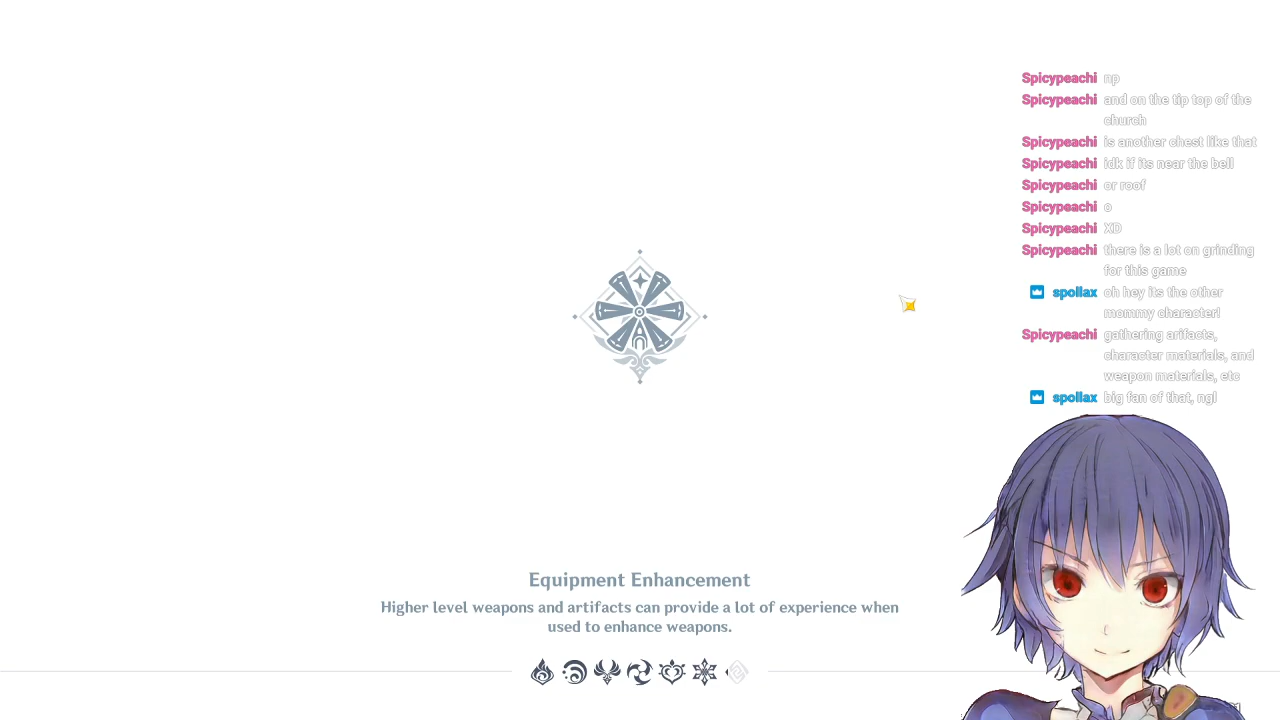 Spicypeachi np
Spicypeachi and on the tip top of the
church
Spicypeachi is another chest like that
Spicypeachi idk if its near the bell
Spicypeachi or roof
Spicypeachi o
Spicypeachi XD
Spicypeachi there is a lot on grinding
for this game
spollax oh hey its the other
mommy character!
Spicypeachi gathering arifacts,
character materials, and
weapon materials, etc
spollax big fan of that, ngl
Equipment Enhancement
Higher level weapons and artifacts can provide a lot of experience when
used to enhance weapons.